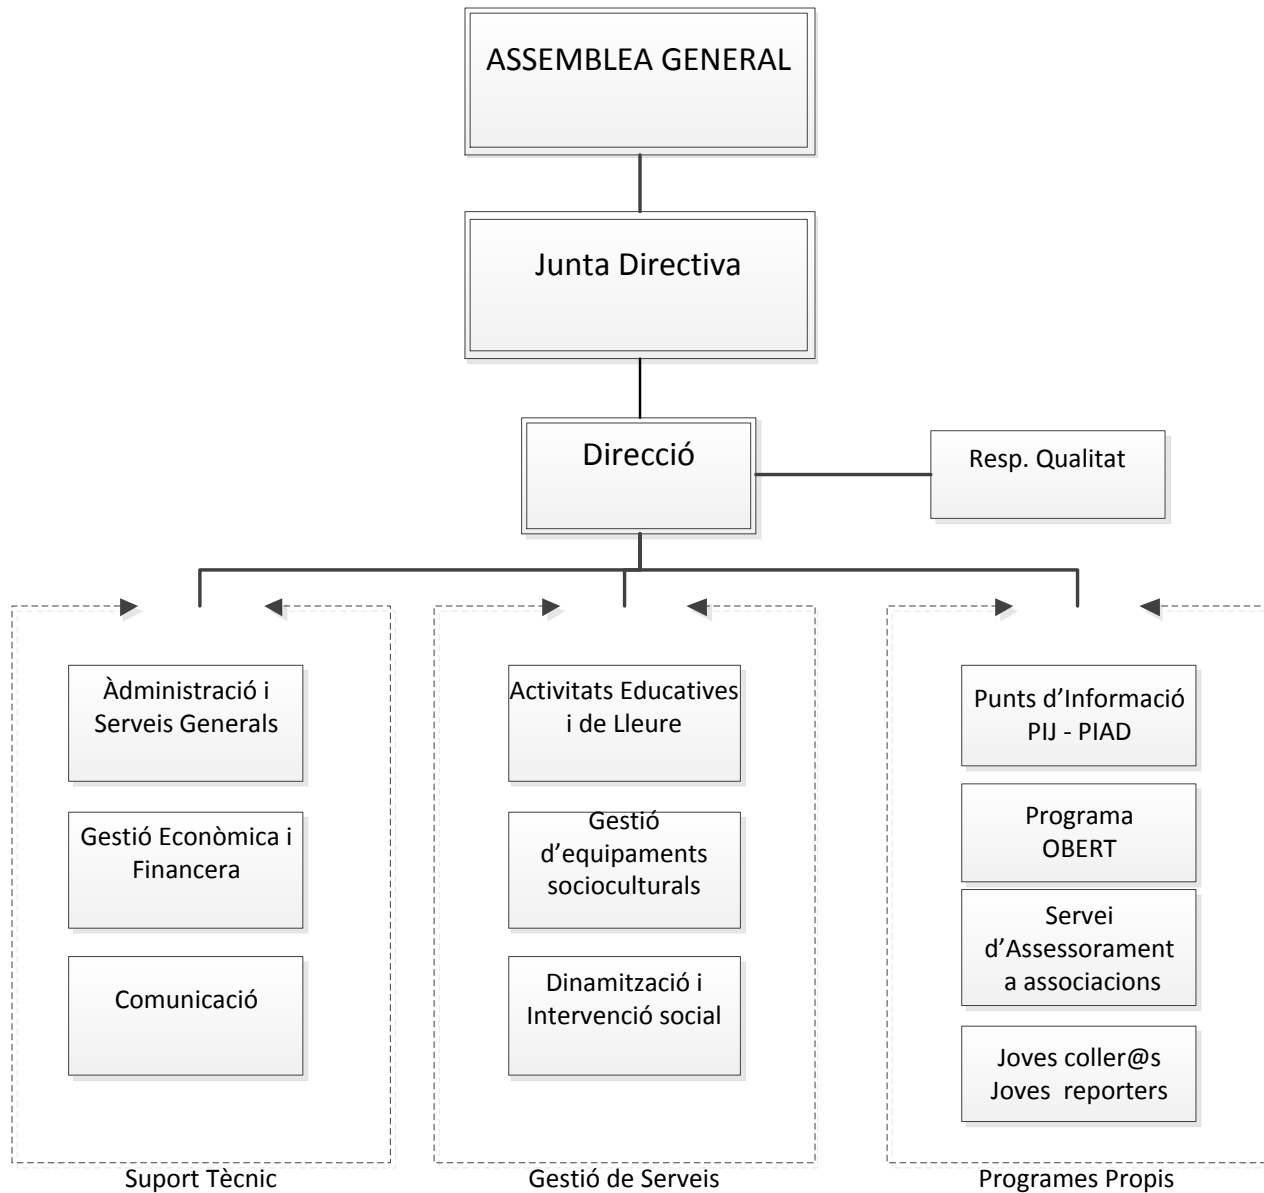 ASSEMBLEA GENERAL
Junta Directiva
Direcció
Resp. Qualitat
Àdministració i
Serveis Generals
Gestió Econòmica i
Financera
Comunicació
Suport Tècnic
Activitats Educatives
i de Lleure
Gestió
d’equipaments
socioculturals
Dinamització i
Intervenció social
Gestió de Serveis
Punts d’Informació
PIJ - PIAD
Programa
OBERT
Servei
d’Assessorament
a associacions
Joves coller@s
Joves reporters
Programes Propis